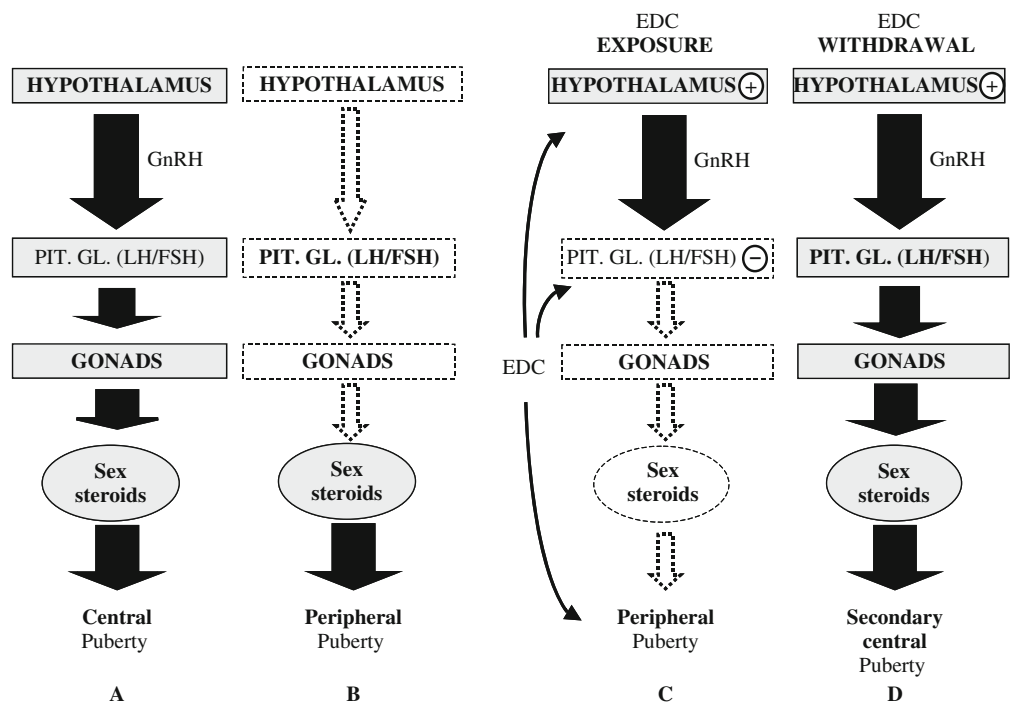 HYPOTHALAMUS
GnRH
PIT. GL. (LH/FSH)
GONADS
Sex
steroids
Central
Puberty
A
HYPOTHALAMUS
PIT. GL. (LH/FSH)
GONADS
Sex
steroids
Peripheral
Puberty
B
EDC
EXPOSURE
HYPOTHALAMUS +
GnRH
PIT. GL. (LH/FSH) −
EDC
GONADS
Sex
steroids
Peripheral
Puberty
C
EDC
WITHDRAWAL
HYPOTHALAMUS +
GnRH
PIT. GL. (LH/FSH)
GONADS
Sex
steroids
Secondary
central
Puberty
D